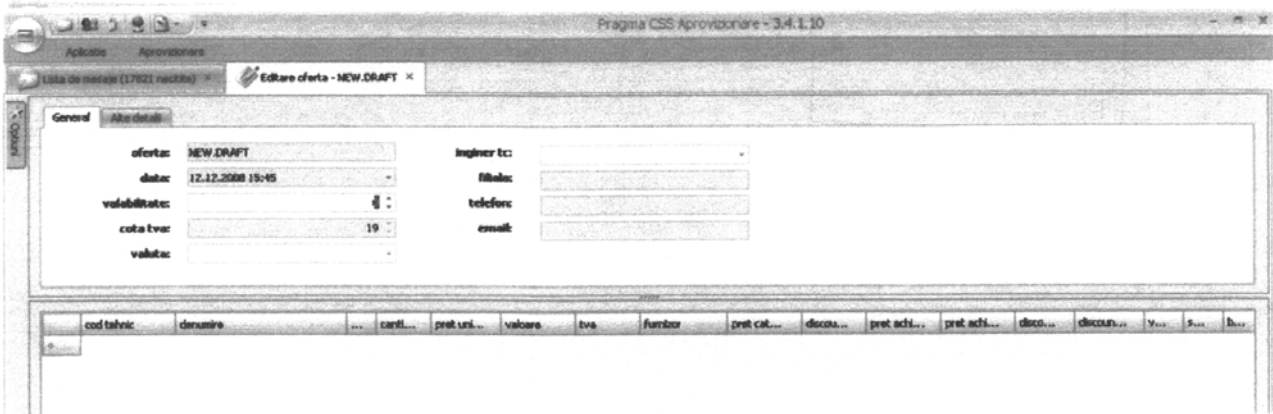 Pragma CSS Aprovizionare - 3.4.1.10
Aplicatie Aprovizionare
Lista de mesaje (17821 necitite) × Editare oferta - NEW.DRAFT ×
Optiuni
General Alte detalii
oferta: NEW.DRAFT inginer tc:
data: 12.12.2008 15:45 filiala:
valabilitate: telefon:
cota tva: 19 email:
valuta:
cod tehnic denumire ... canti... pret uni... valoare tva furnizor pret cat... discou... pret achi... pret achi... disco... discoun... v... s... b...